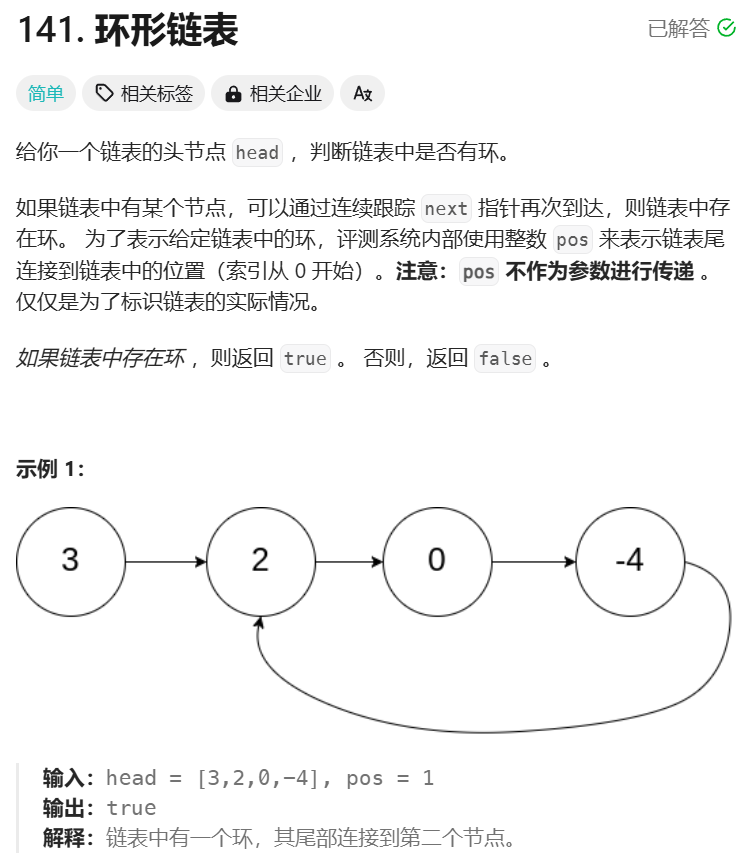 141. 环形链表
已解答
简单 相关标签 相关企业 A文
给你一个链表的头节点 head ，判断链表中是否有环。
如果链表中有某个节点，可以通过连续跟踪 next 指针再次到达，则链表中存
在环。 为了表示给定链表中的环，评测系统内部使用整数 pos 来表示链表尾
连接到链表中的位置（索引从 0 开始）。注意：pos 不作为参数进行传递 。
仅仅是为了标识链表的实际情况。
如果链表中存在环 ，则返回 true 。 否则，返回 false 。
示例 1：
3 2 0 -4
输入：head = [3,2,0,-4], pos = 1
输出：true
解释：链表中有一个环，其尾部连接到第二个节点。